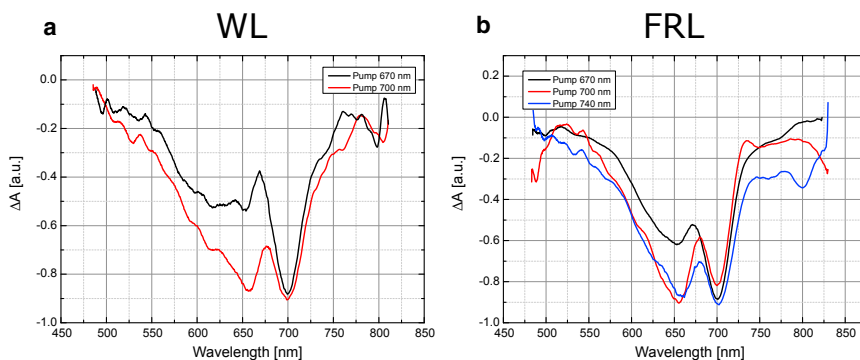 a
WL
Pump 670 nm
Pump 700 nm
ΔA [a.u.]
0.0
-0.2
-0.4
-0.6
-0.8
-1.0
450 500 550 600 650 700 750 800 850
Wavelength [nm]
b
FRL
Pump 670 nm
Pump 700 nm
Pump 740 nm
ΔA [a.u.]
0.2
0.0
-0.2
-0.4
-0.6
-0.8
-1.0
450 500 550 600 650 700 750 800 850
Wavelength [nm]